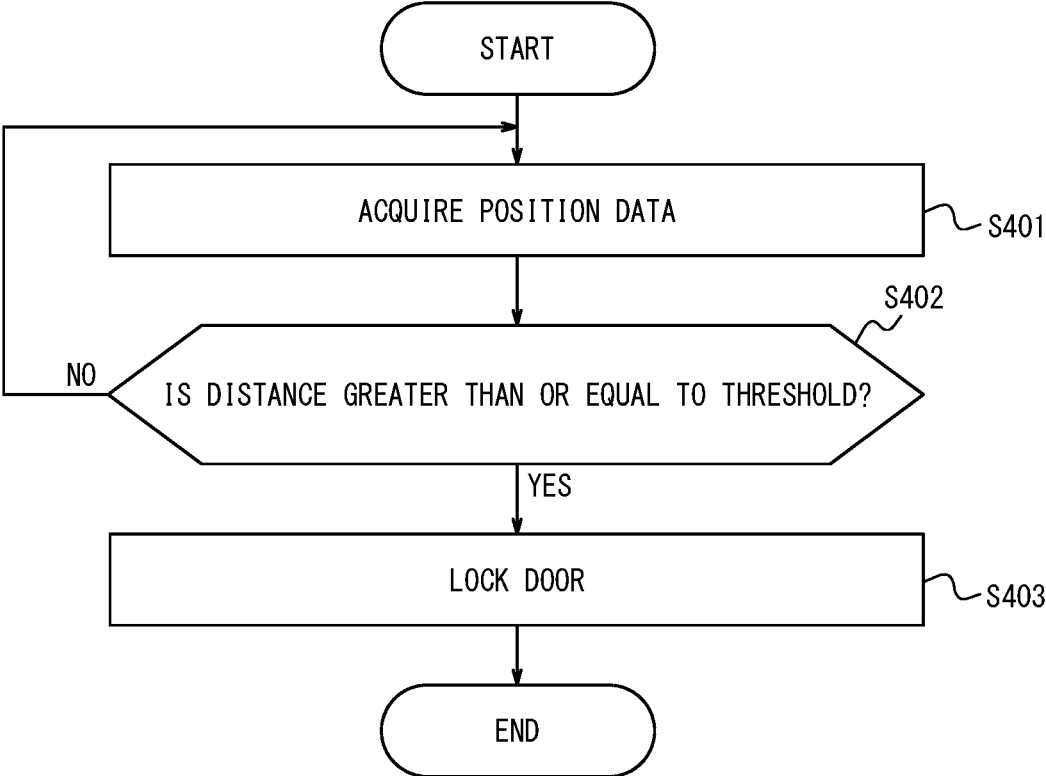 START
ACQUIRE POSITION DATA
S401
S402
NO
IS DISTANCE GREATER THAN OR EQUAL TO THRESHOLD?
YES
LOCK DOOR
S403
END